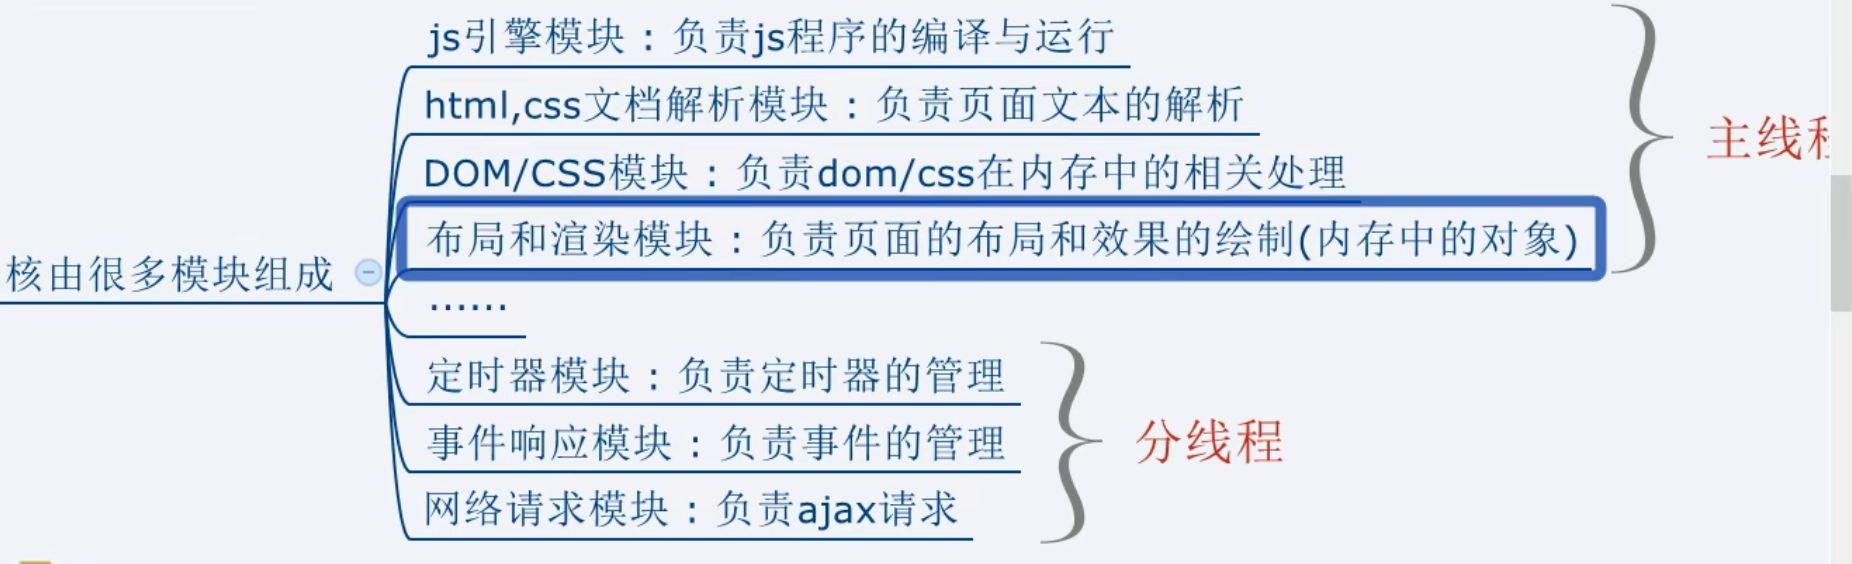 js引擎模块：负责js程序的编译与运行
html,css文档解析模块：负责页面文本的解析
DOM/CSS模块：负责dom/css在内存中的相关处理
布局和渲染模块：负责页面的布局和效果的绘制(内存中的对象)
主线程
核由很多模块组成
……
定时器模块：负责定时器的管理
事件响应模块：负责事件的管理
网络请求模块：负责ajax请求
分线程